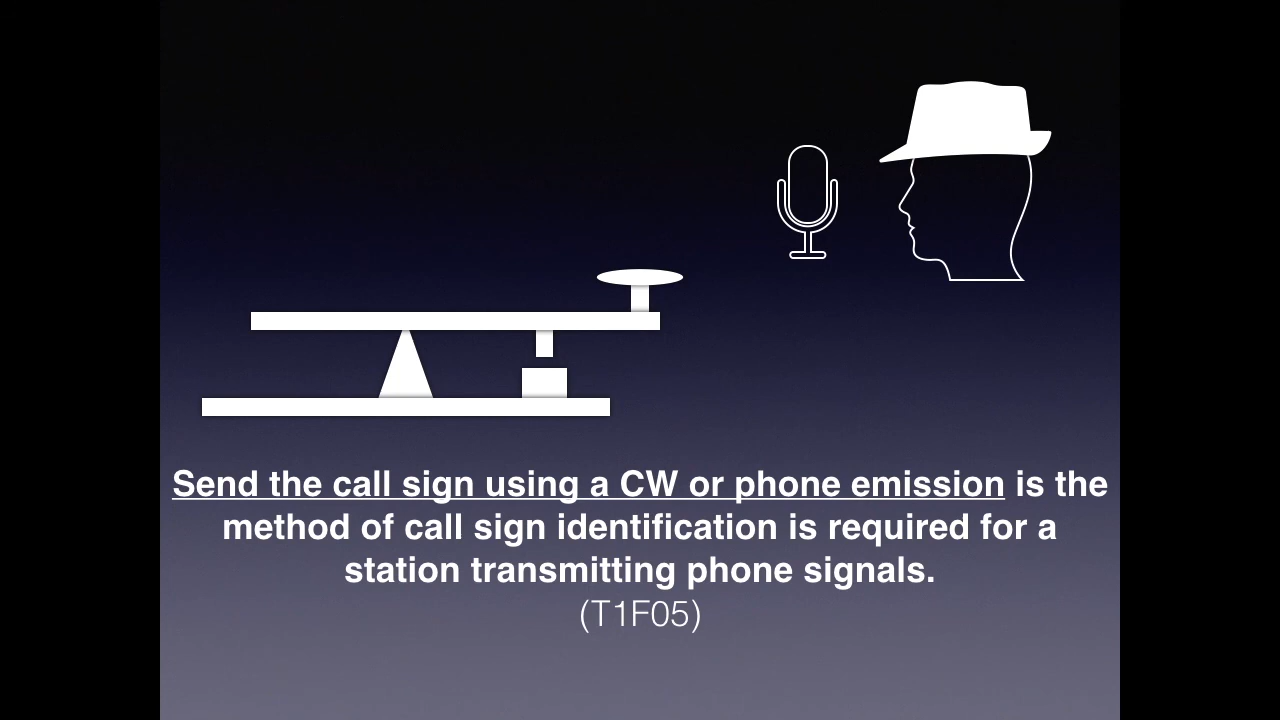 Send the call sign using a CW or phone emission is the
method of call sign identification is required for a
station transmitting phone signals.
(T1F05)